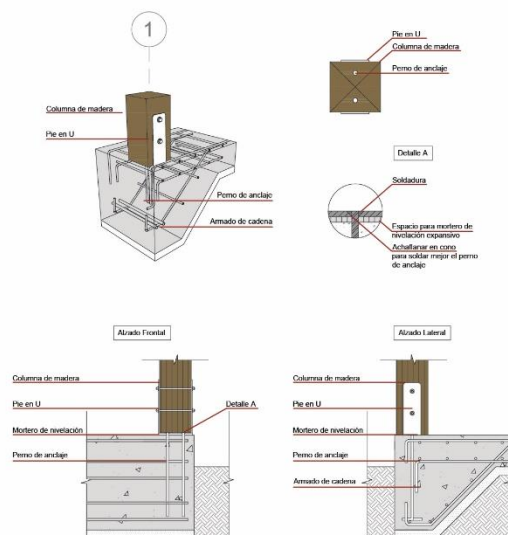 1
Columna de madera
Pie en U
Perno de anclaje
Armado de cadena
Pie en U
Columna de madera
Perno de anclaje
Detalle A
Soldadura
Espacio para mortero de
nivelación expansivo
Achaflanar en cono
para soldar mejor el perno
de anclaje
Alzado Frontal
Columna de madera
Pie en U
Detalle A
Mortero de nivelación
Perno de anclaje
Alzado Lateral
Columna de madera
Pie en U
Mortero de nivelación
Perno de anclaje
Armado de cadena